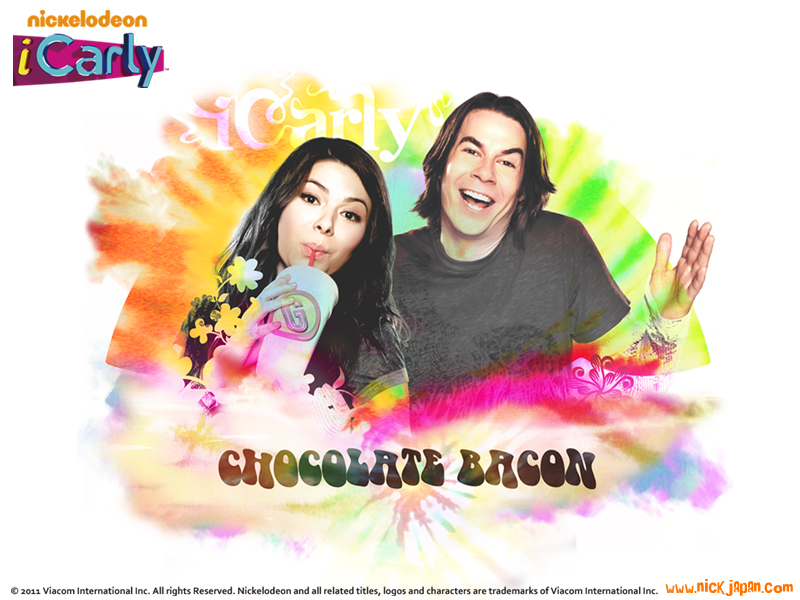 nickelodeon
iCarly
iCarly
G
CHOCOLATE BACON
© 2011 Viacom International Inc. All rights Reserved. Nickelodeon and all related titles, logos and characters are trademarks of Viacom International Inc.
www.nickjapan.com